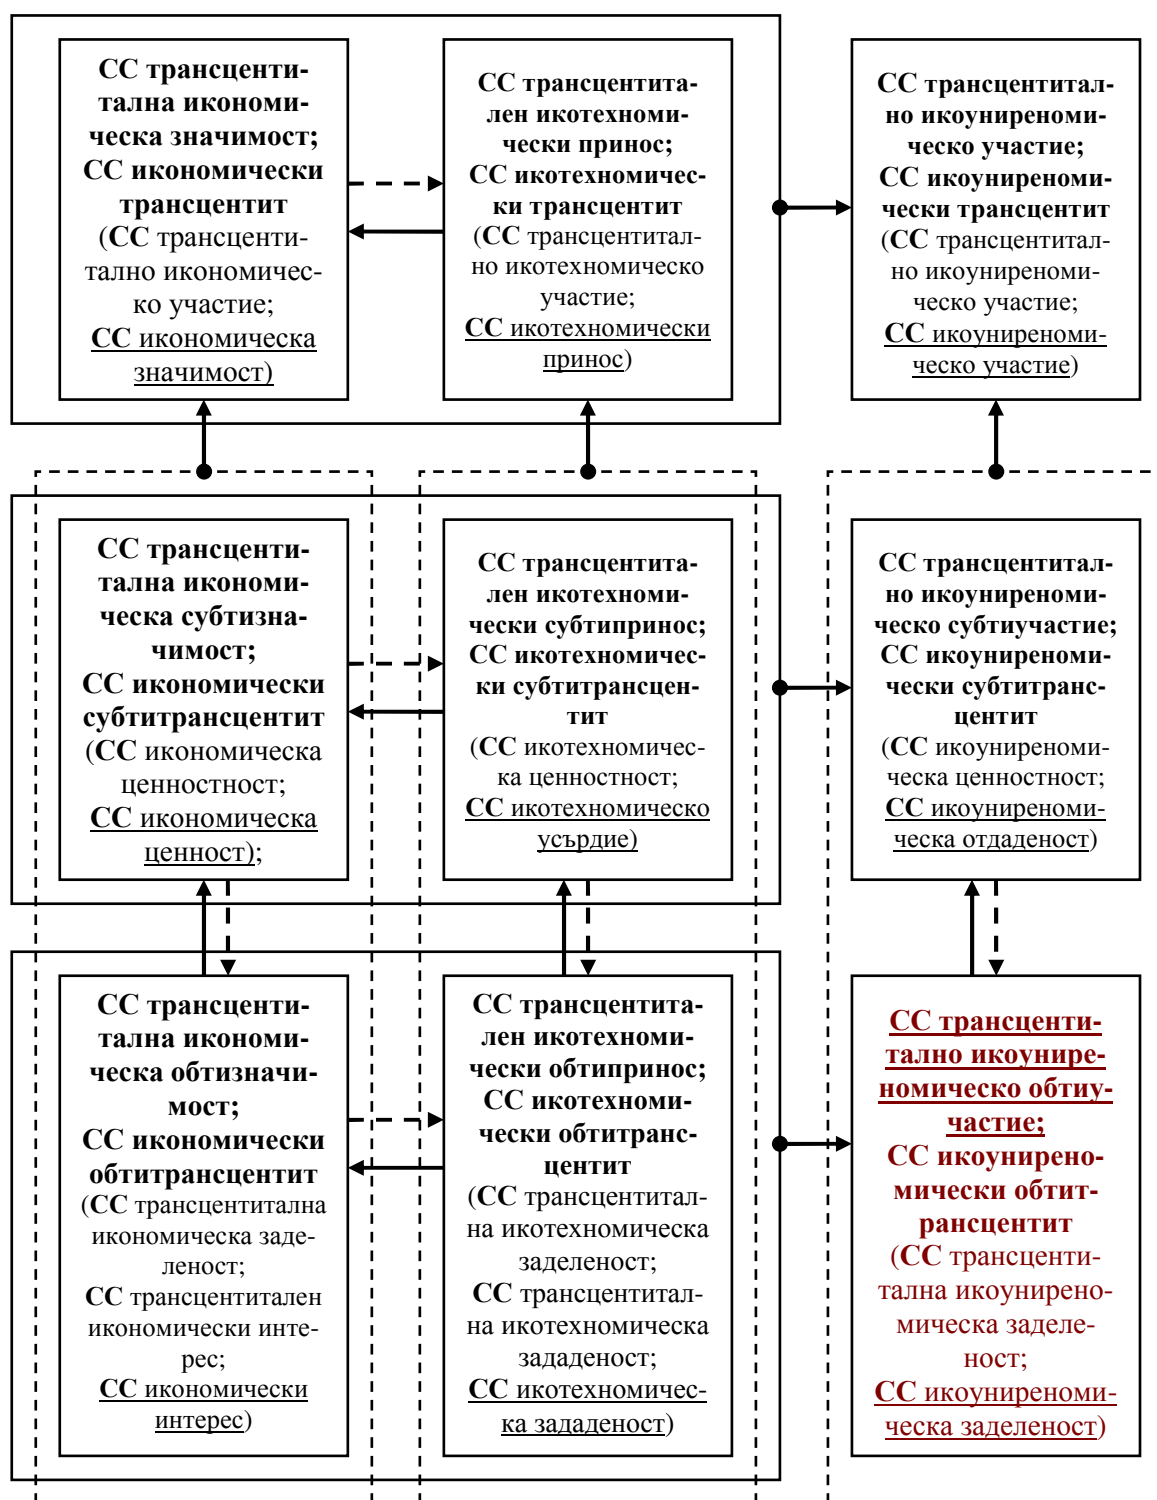 СС трансценти-
тална икономи-
ческа значимост;
СС икономически
трансцентит
(СС трансценти-
тално икономичес-
ко участие;
СС икономическа
значимост)
СС трансцентита-
лен икотехноми-
чески принос;
СС икотехномичес-
ки трансцентит
(СС трансцентитал-
но икотехномическо
участие;
СС икотехномически
принос)
СС трансцентитал-
но икоуниреноми-
ческо участие;
СС икоуниреноми-
чески трансцентит
(СС трансцентитал-
но икоуниреноми-
ческо участие;
СС икоуниреноми-
ческо участие)
СС трансценти-
тална икономи-
ческа субтизна-
чимост;
СС икономически
субтитрансцентит
(СС икономическа
ценностност;
СС икономическа
ценност);
СС трансцентита-
лен икотехноми-
чески субтипринос;
СС икотехномичес-
ки субтитрансцен-
тит
(СС икотехномичес-
ка ценностност;
СС икотехномическо
усърдие)
СС трансцентитал-
но икоуниреноми-
ческо субтиучастие;
СС икоуниреноми-
чески субтитранс-
центит
(СС икоуниреноми-
ческа ценностност;
СС икоуниреноми-
ческа отдаденост)
СС трансценти-
тална икономи-
ческа обтизначи-
мост;
СС икономически
обтитрансцентит
(СС трансцентитална
икономическа заде-
леност;
СС трансцентитален
икономически инте-
рес;
СС икономически
интерес)
СС трансцентита-
лен икотехноми-
чески обтипринос;
СС икотехноми-
чески обтитранс-
центит
(СС трансцентитал-
на икотехномическа
заделеност;
СС трансцентитал-
на икотехномическа
зададеност;
СС икотехномичес-
ка зададеност)
СС трансценти-
тално икоунире-
номическо обтиу-
частие;
СС икоунирено-
мически обтит-
рансцентит
(СС трансценти-
тална икоунирено-
мическа заделе-
ност;
СС икоуниреноми-
ческа заделеност)